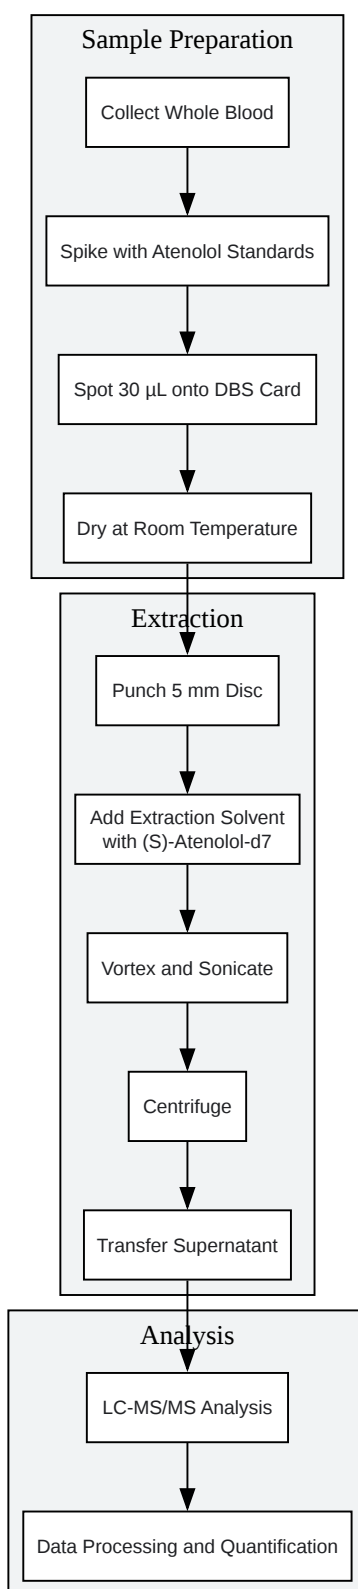 Sample Preparation
Collect Whole Blood
Spike with Atenolol Standards
Spot 30 µL onto DBS Card
Dry at Room Temperature
Extraction
Punch 5 mm Disc
Add Extraction Solvent
with (S)-Atenolol-d7
Vortex and Sonicate
Centrifuge
Transfer Supernatant
Analysis
LC-MS/MS Analysis
Data Processing and Quantification